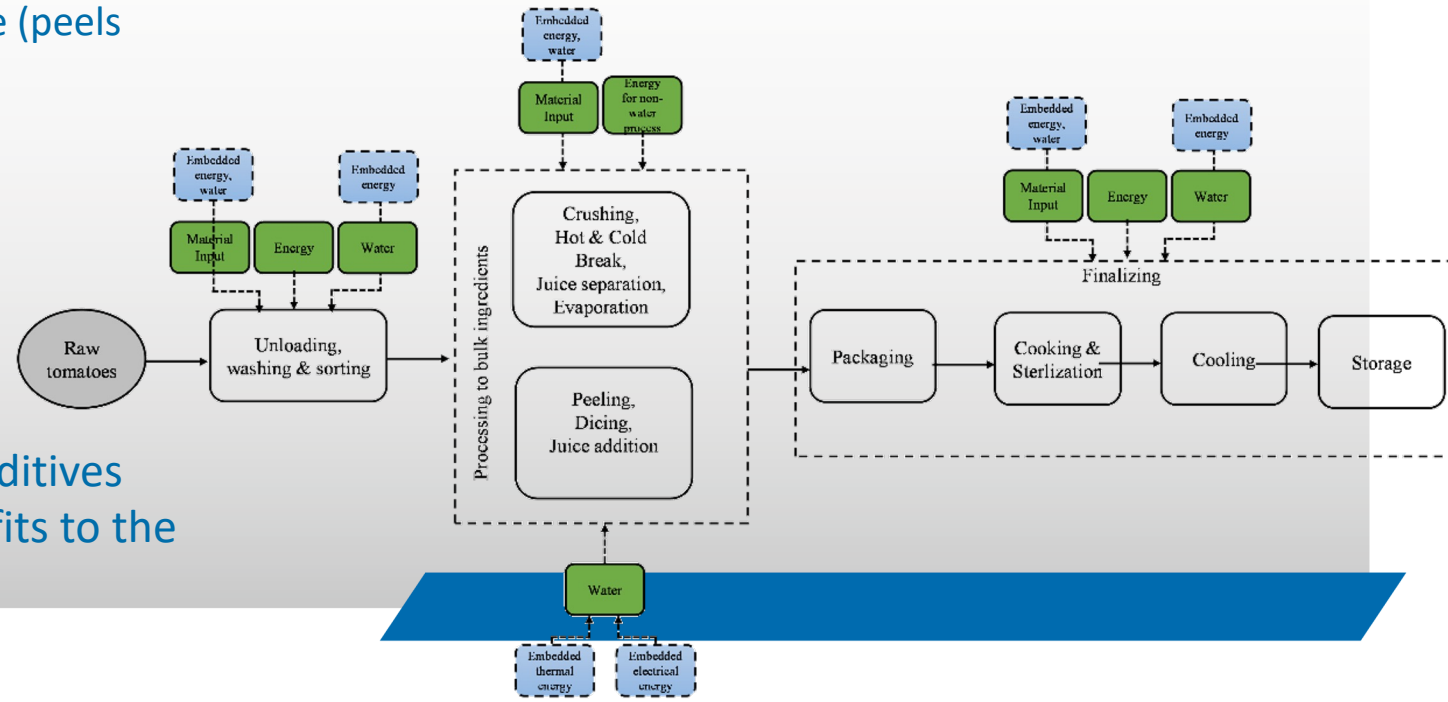 e (peels
Embedded
energy,
water
Material
Input
Energy
for non-
water
process
Embedded
energy,
water
Embedded
energy
Material
Input
Energy
Water
Embedded
energy,
water
Embedded
energy
Material
Input
Energy
Water
Raw
tomatoes
Unloading,
washing & sorting
Processing to bulk ingredients
Crushing,
Hot & Cold
Break,
Juice separation,
Evaporation
Peeling,
Dicing,
Juice addition
Finalizing
Packaging
Cooking &
Sterlization
Cooling
Storage
ditives
fits to the
Water
Embedded
thermal
energy
Embedded
electrical
energy